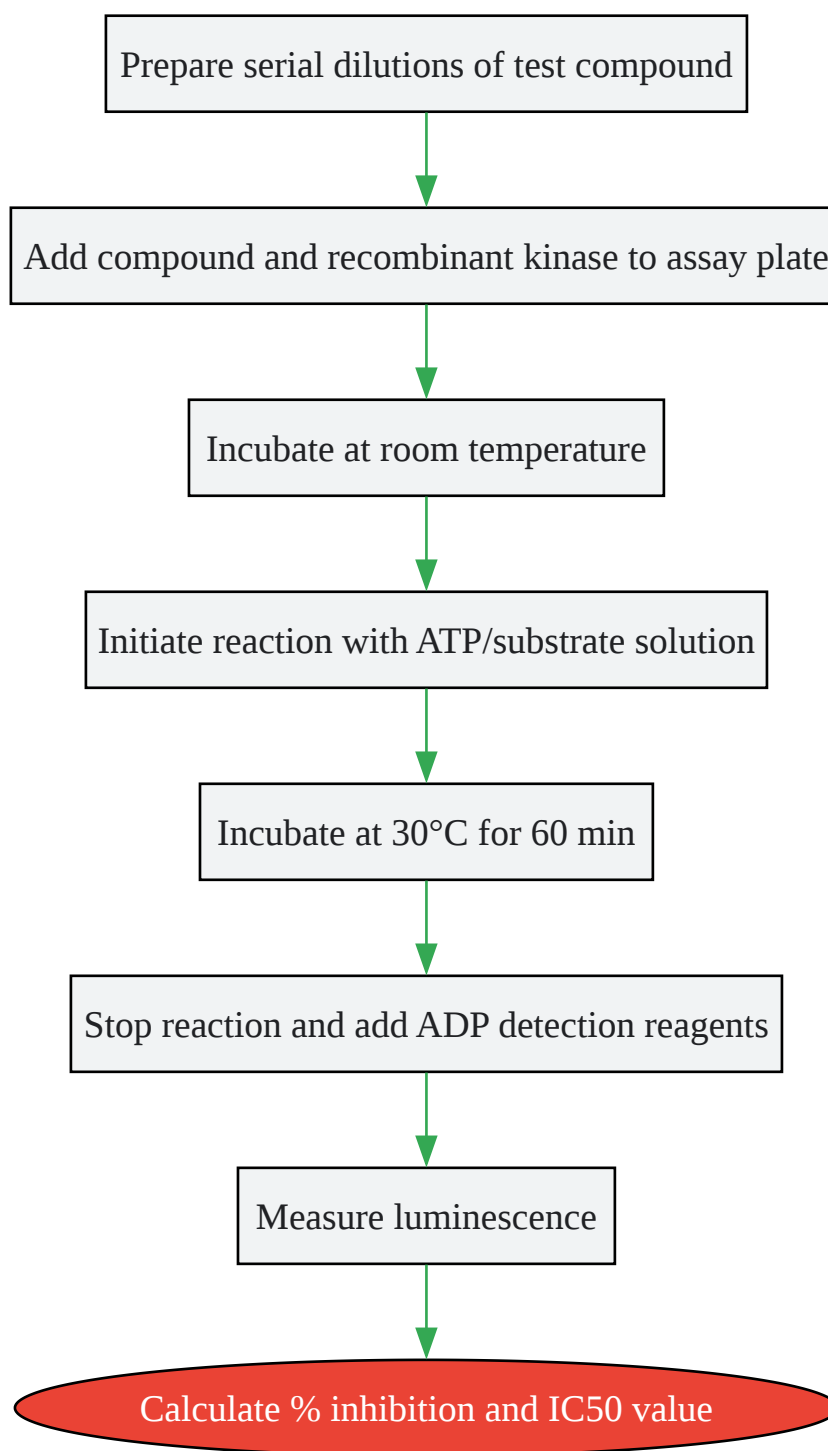 Prepare serial dilutions of test compound
Add compound and recombinant kinase to assay plate
Incubate at room temperature
Initiate reaction with ATP/substrate solution
Incubate at 30°C for 60 min
Stop reaction and add ADP detection reagents
Measure luminescence
Calculate % inhibition and IC50 value